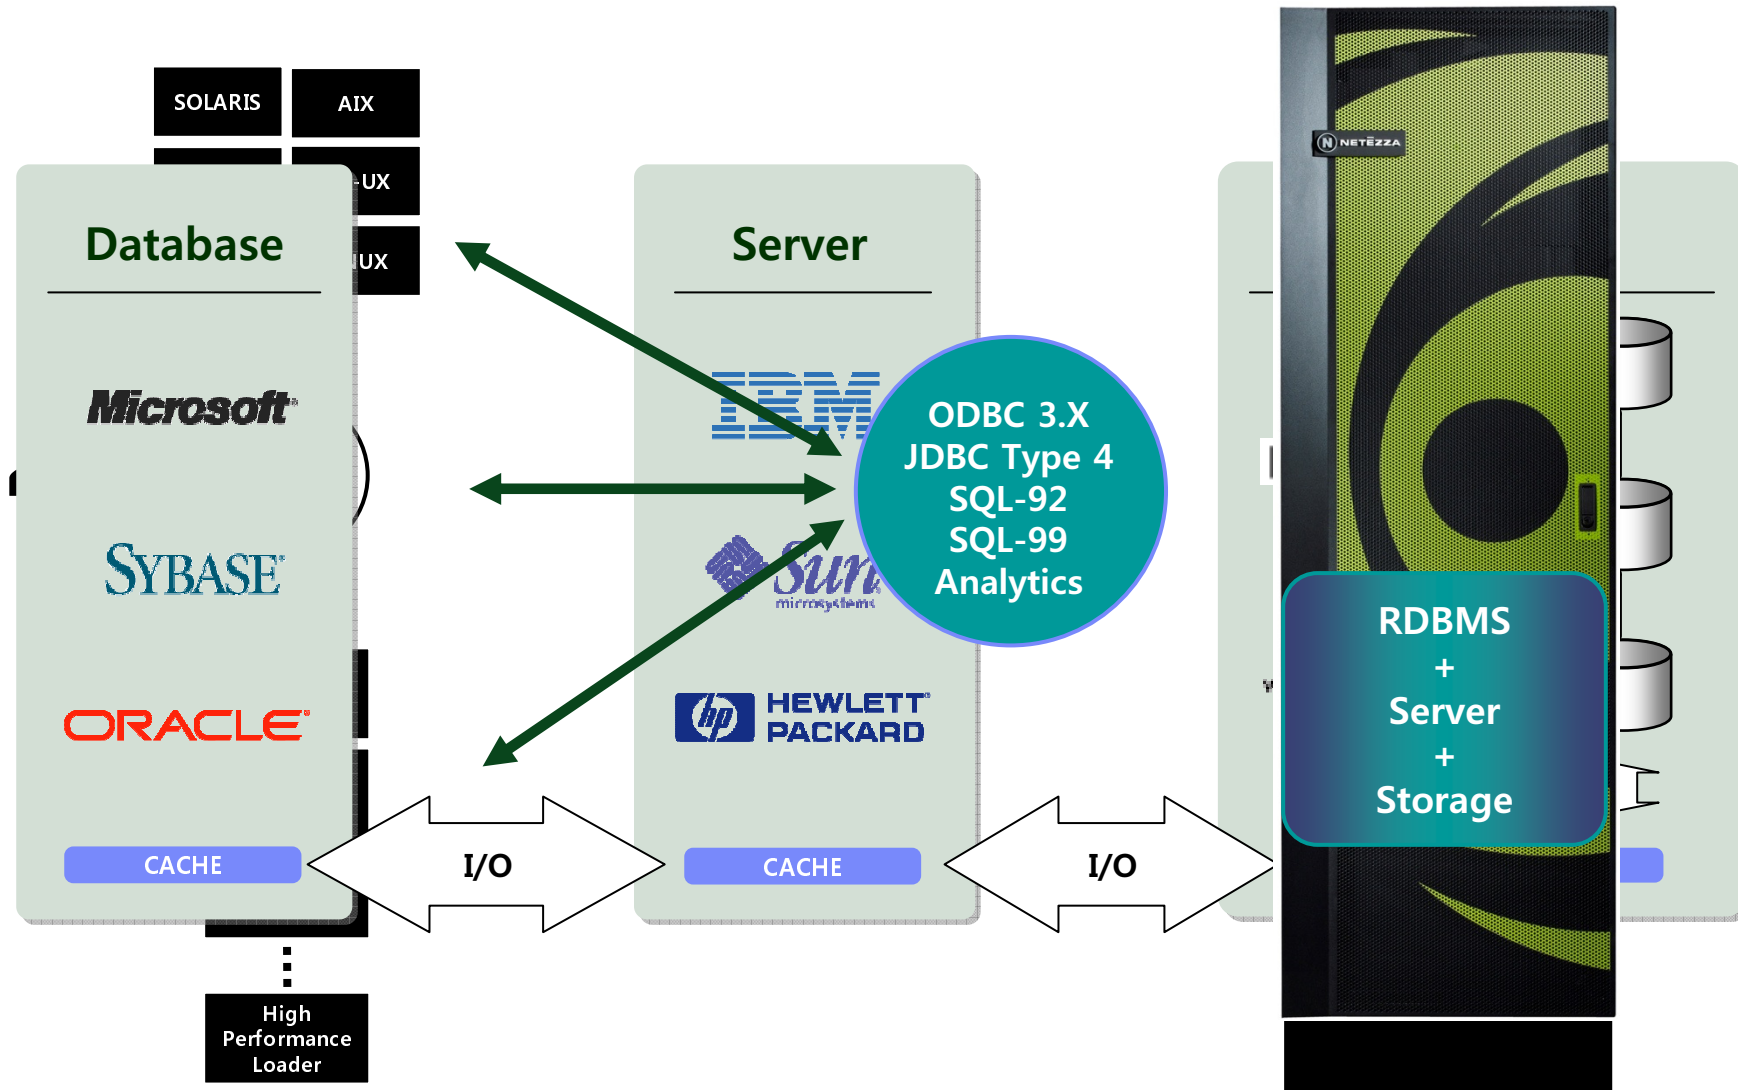 SOLARIS
AIX
-UX
UX
Database
Microsoft
SYBASE
ORACLE
CACHE
I/O
High
Performance
Loader
Server
IBM
Sun
microsystems
hp HEWLETT
PACKARD
CACHE
I/O
ODBC 3.X
JDBC Type 4
SQL-92
SQL-99
Analytics
N NETEZZA
RDBMS
+
Server
+
Storage